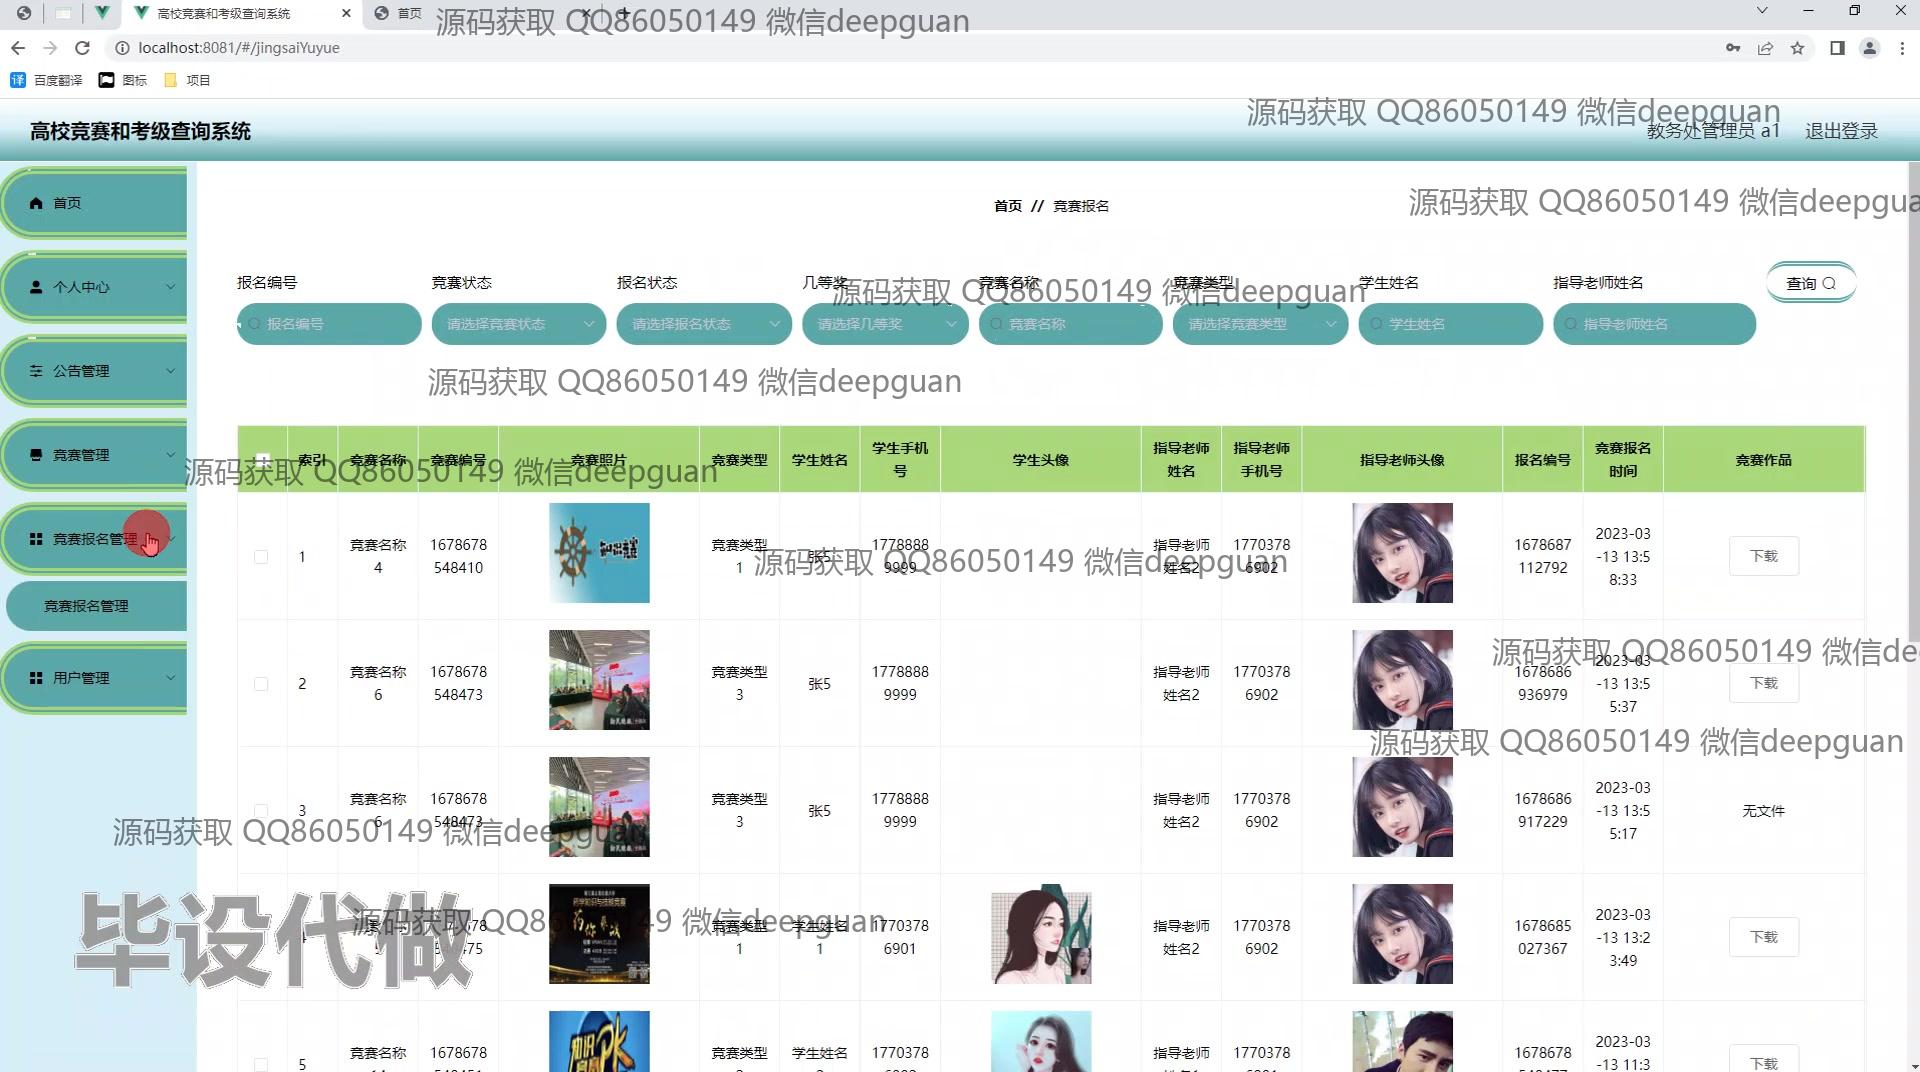 高校竞赛和考级查询系统
首页
源码获取 QQ86050149 微信deepguan
localhost:8081/#/jingsaiYuyue
百度翻译 图标 项目
高校竞赛和考级查询系统
源码获取 QQ86050149 微信deepguan
教务处管理员 a1 退出登录
首页
个人中心
公告管理
竞赛管理
竞赛报名管理
竞赛报名管理
用户管理
首页 // 竞赛报名
源码获取 QQ86050149 微信deepgua
报名编号 竞赛状态 报名状态 几等奖 竞赛名称 竞赛类型 学生姓名 指导老师姓名
查询
源码获取 QQ86050149 微信deepguan
报名编号 请选择竞赛状态 请选择报名状态 请选择几等奖 竞赛名称 请选择竞赛类型 学生姓名 指导老师姓名
源码获取 QQ86050149 微信deepguan
索引 竞赛名称 竞赛编号 竞赛照片 竞赛类型 学生姓名 学生手机号 学生头像 指导老师姓名 指导老师手机号 指导老师头像 报名编号 竞赛报名时间 竞赛作品
源码获取 QQ86050149 微信deepguan
1 竞赛名称4 1678678548410 竞赛类型1 张5 17788889999 指导老师姓名2 17703786902 1678687112792 2023-03-13 13:58:33 下载
源码获取 QQ86050149 微信deepguan
2 竞赛名称6 1678678548473 竞赛类型3 张5 17788889999 指导老师姓名2 17703786902 1678686936979 2023-03-13 13:55:37 下载
源码获取 QQ86050149 微信de
源码获取 QQ86050149 微信deepguan
3 竞赛名称6 1678678548473 竞赛类型3 张5 17788889999 指导老师姓名2 17703786902 1678686917229 2023-03-13 13:55:17 无文件
源码获取 QQ86050149 微信deepguan
毕设代做
源码获取 QQ86050149 微信deepguan
竞赛类型1 学生姓名1 17703786901 指导老师姓名2 17703786902 1678685027367 2023-03-13 13:23:49 下载
5 竞赛名称 1678678 知识竞赛PK 竞赛类型 学生姓名 1770378 指导老师 1770378 1678678 2023-03-13 11:3 下载